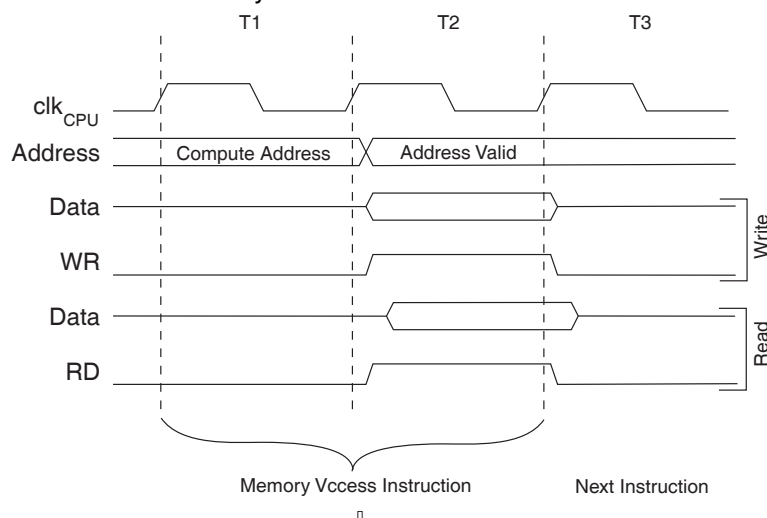 T1 T2 T3
clkCPU
Address Compute Address Address Valid
Data
WR
Write
Data
RD
Read
Memory Vccess Instruction Next Instruction